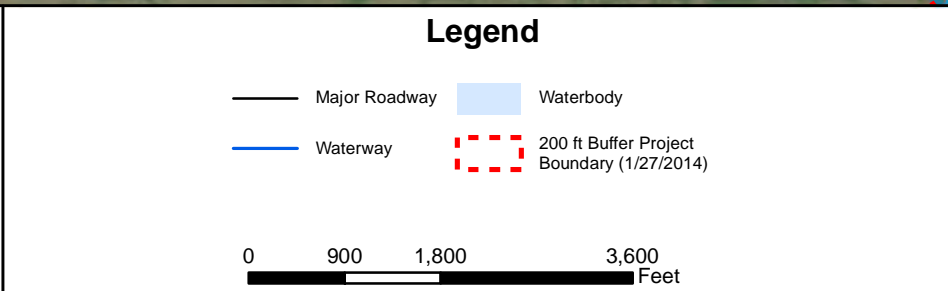 Legend
Major Roadway
Waterbody
Waterway
200 ft Buffer Project
Boundary (1/27/2014)
0 900 1,800 3,600
Feet